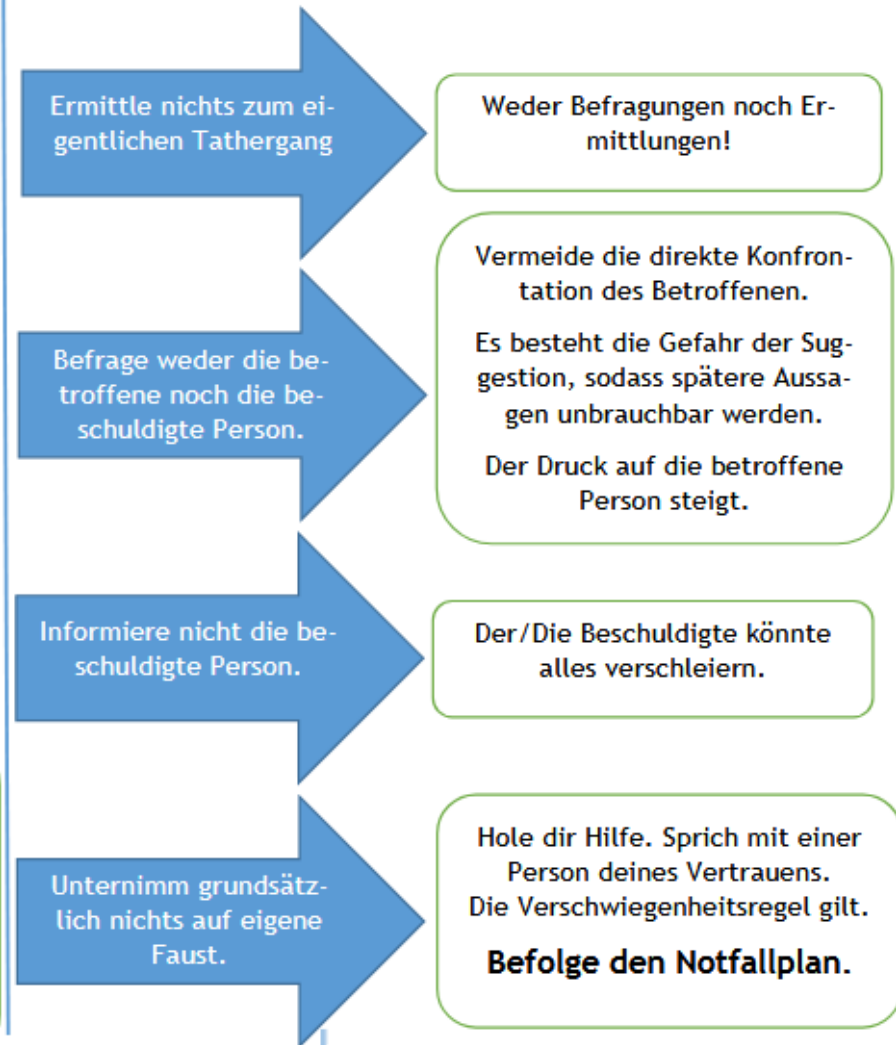 Ermittle nichts zum ei-
gentlichen Tathergang
Weder Befragungen noch Er-
mittlungen!
Befrage weder die be-
troffene noch die be-
schuldigte Person.
Vermeide die direkte Konfron-
tation des Betroffenen.
Es besteht die Gefahr der Sug-
gestion, sodass spätere Aussa-
gen unbrauchbar werden.
Der Druck auf die betroffene
Person steigt.
Informiere nicht die be-
schuldigte Person.
Der/Die Beschuldigte könnte
alles verschleiern.
Unternimm grundsätz-
lich nichts auf eigene
Faust.
Hole dir Hilfe. Sprich mit einer
Person deines Vertrauens.
Die Verschwiegenheitsregel gilt.
Befolge den Notfallplan.